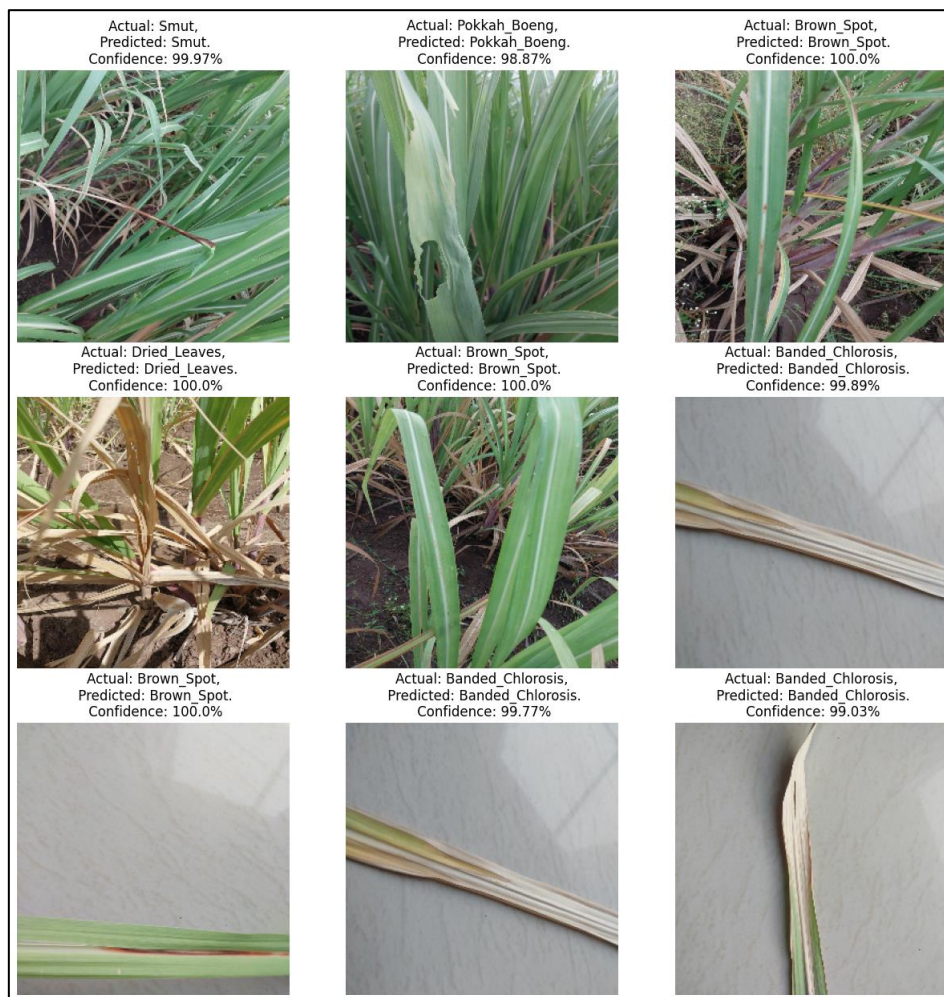 Actual: Smut,
Predicted: Smut.
Confidence: 99.97%
Actual: Pokkah_Boeng,
Predicted: Pokkah_Boeng.
Confidence: 98.87%
Actual: Brown_Spot,
Predicted: Brown_Spot.
Confidence: 100.0%
Actual: Dried_Leaves,
Predicted: Dried_Leaves.
Confidence: 100.0%
Actual: Brown_Spot,
Predicted: Brown_Spot.
Confidence: 100.0%
Actual: Banded_Chlorosis,
Predicted: Banded_Chlorosis.
Confidence: 99.89%
Actual: Brown_Spot,
Predicted: Brown_Spot.
Confidence: 100.0%
Actual: Banded_Chlorosis,
Predicted: Banded_Chlorosis.
Confidence: 99.77%
Actual: Banded_Chlorosis,
Predicted: Banded_Chlorosis.
Confidence: 99.03%